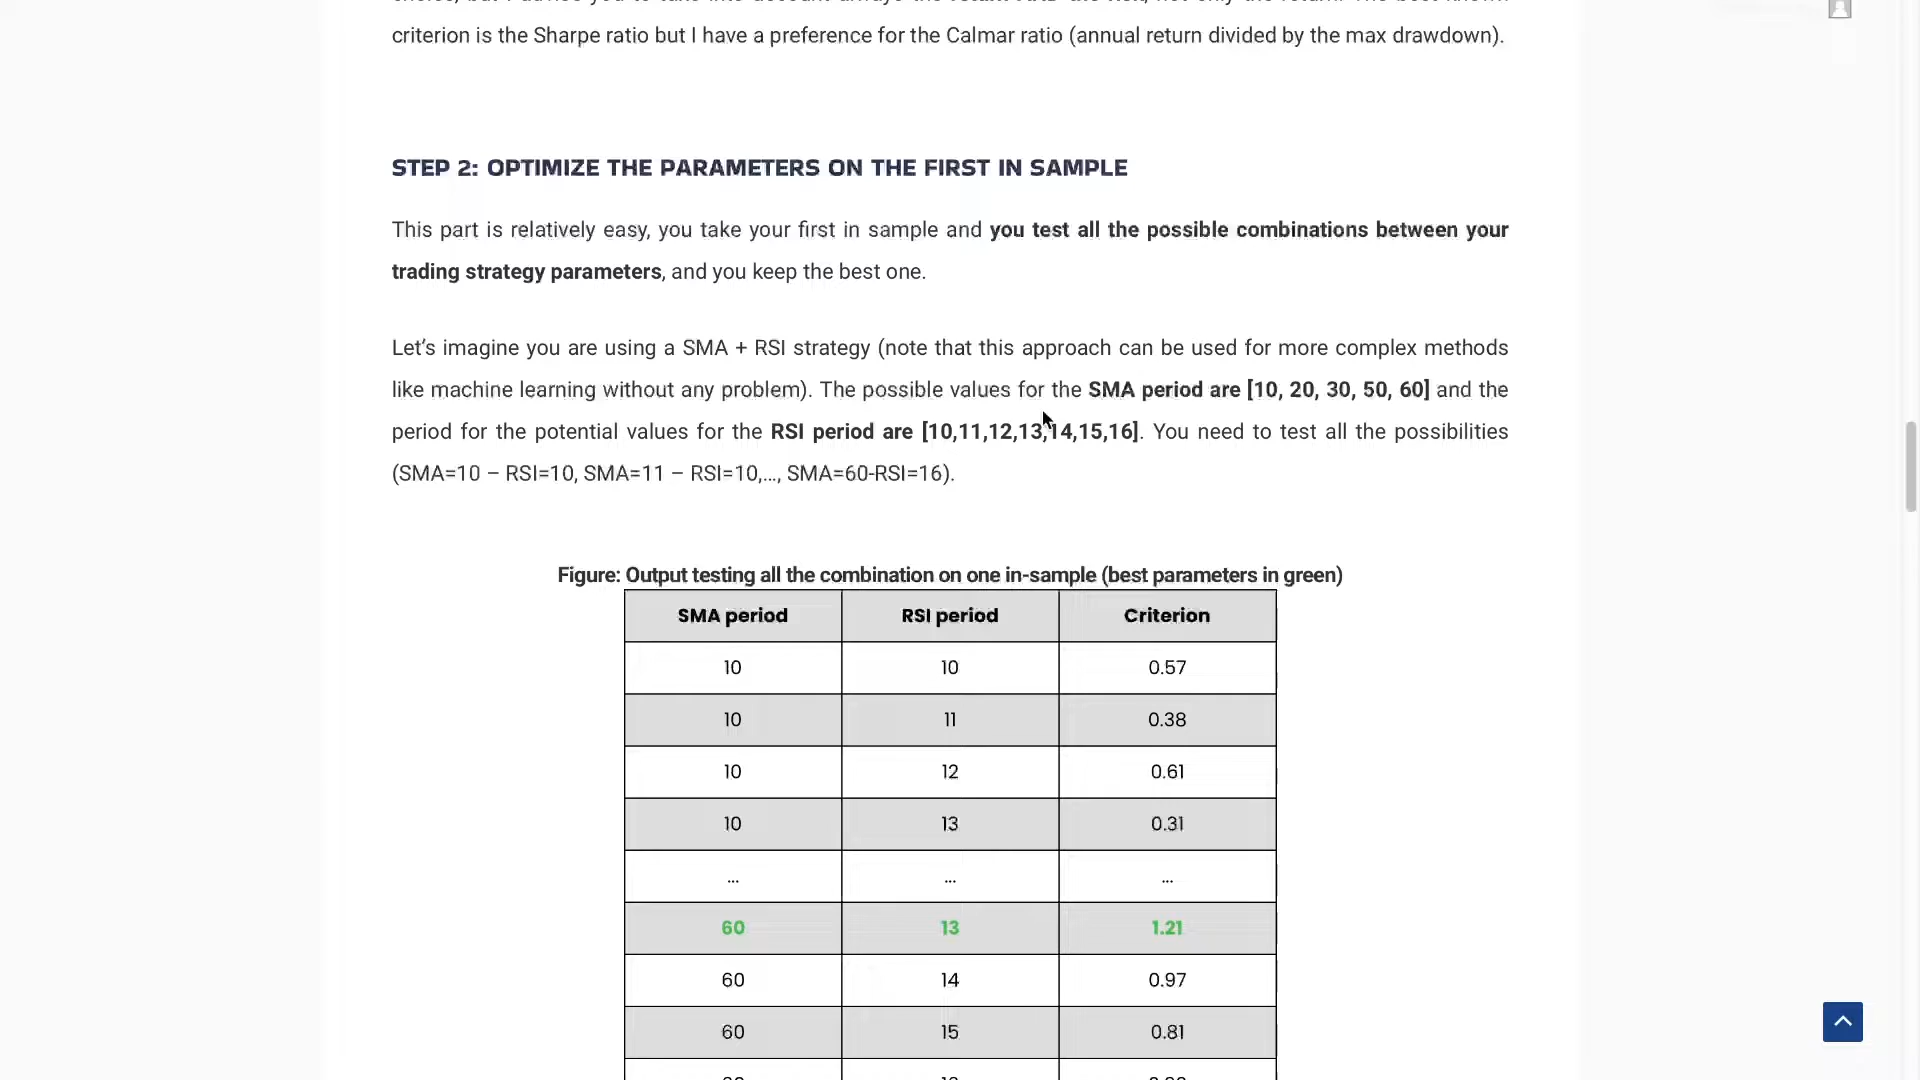 criterion is the Sharpe ratio but I have a preference for the Calmar ratio (annual return divided by the max drawdown).
STEP 2: OPTIMIZE THE PARAMETERS ON THE FIRST IN SAMPLE
This part is relatively easy, you take your first in sample and you test all the possible combinations between your
trading strategy parameters, and you keep the best one.
Let’s imagine you are using a SMA + RSI strategy (note that this approach can be used for more complex methods
like machine learning without any problem). The possible values for the SMA period are [10, 20, 30, 50, 60] and the
period for the potential values for the RSI period are [10,11,12,13,14,15,16]. You need to test all the possibilities
(SMA=10 – RSI=10, SMA=11 – RSI=10,…, SMA=60-RSI=16).
Figure: Output testing all the combination on one in-sample (best parameters in green)
SMA period RSI period Criterion
10 10 0.57
10 11 0.38
10 12 0.61
10 13 0.31
... ... ...
60 13 1.21
60 14 0.97
60 15 0.81